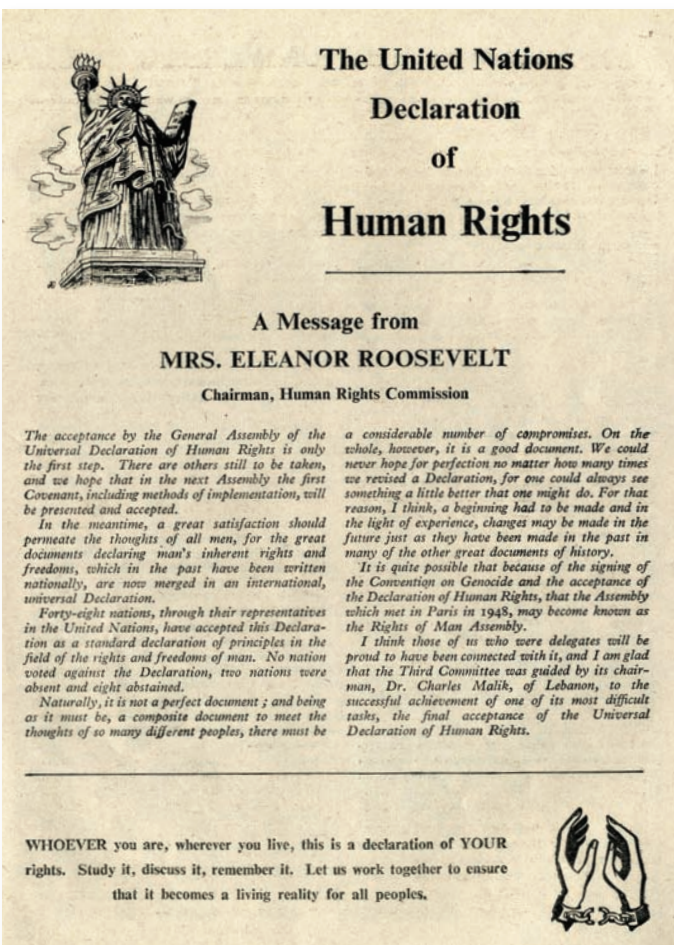 The United Nations
Declaration
of
Human Rights
A Message from
MRS. ELEANOR ROOSEVELT
Chairman, Human Rights Commission
The acceptance by the General Assembly of the
Universal Declaration of Human Rights is only
the first step. There are others still to be taken,
and we hope that in the next Assembly the first
Covenant, including methods of implementation, will
be presented and accepted.
In the meantime, a great satisfaction should
permeate the thoughts of all men, for the great
documents declaring man's inherent rights and
freedoms, which in the past have been written
nationally, are now merged in an international,
universal Declaration.
Forty-eight nations, through their representatives
in the United Nations, have accepted this Declara-
tion as a standard declaration of principles in the
field of the rights and freedoms of man. No nation
voted against the Declaration, two nations were
absent and eight abstained.
Naturally, it is not a perfect document ; and being
as it must be, a composite document to meet the
thoughts of so many different peoples, there must be
a considerable number of compromises. On the
whole, however, it is a good document. We could
never hope for perfection no matter how many times
we revised a Declaration, for one could always see
something a little better that one might do. For that
reason, I think, a beginning had to be made and in
the light of experience, changes may be made in the
future just as they have been made in the past in
many of the other great documents of history.
It is quite possible that because of the signing of
the Convention on Genocide and the acceptance of
the Declaration of Human Rights, that the Assembly
which met in Paris in 1948, may become known as
the Rights of Man Assembly.
I think those of us who were delegates will be
proud to have been connected with it, and I am glad
that the Third Committee was guided by its chair-
man, Dr. Charles Malik, of Lebanon, to the
successful achievement of one of its most difficult
tasks, the final acceptance of the Universal
Declaration of Human Rights.
WHOEVER you are, wherever you live, this is a declaration of YOUR
rights. Study it, discuss it, remember it. Let us work together to ensure
that it becomes a living reality for all peoples.